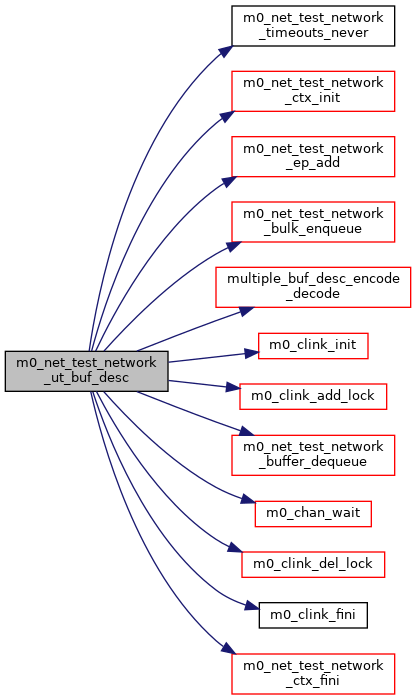 m0_net_test_network
_timeouts_never
m0_net_test_network
_ctx_init
m0_net_test_network
_ep_add
m0_net_test_network
_bulk_enqueue
multiple_buf_desc_encode
_decode
m0_clink_init
m0_net_test_network
_ut_buf_desc
m0_clink_add_lock
m0_net_test_network
_buffer_dequeue
m0_chan_wait
m0_clink_del_lock
m0_clink_fini
m0_net_test_network
_ctx_fini